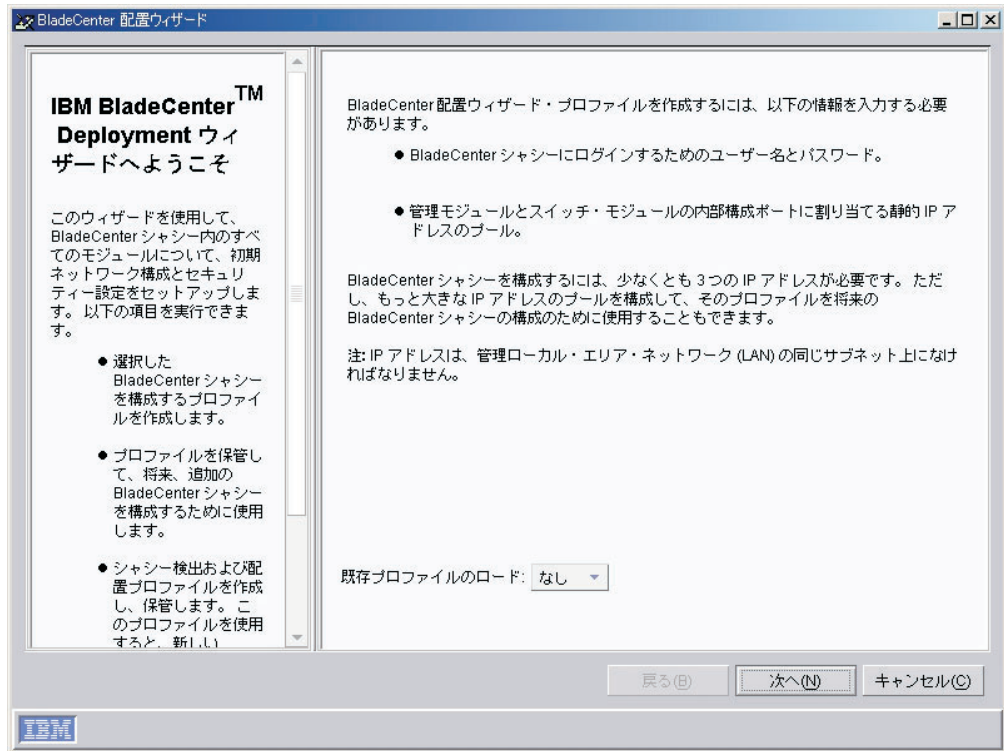 BladeCenter 配置ウィザード
IBM BladeCenter™
Deployment ウィ
ザードへようこそ
このウィザードを使用して、
BladeCenter シャシー内のすべ
てのモジュールについて、初期
ネットワーク構成とセキュリ
ティー設定をセットアップしま
す。以下の項目を実行できま
す。
● 選択した
BladeCenter シャシー
を構成するプロファイ
ルを作成します。
● プロファイルを保管し
て、将来、追加の
BladeCenter シャシー
を構成するために使用
します。
● シャシー検出および配
置プロファイルを作成
し、保管します。こ
のプロファイルを使用
すると、新しい
BladeCenter 配置ウィザード・プロファイルを作成するには、以下の情報を入力する必要
があります。
● BladeCenter シャシーにログインするためのユーザー名とパスワード。
● 管理モジュールとスイッチ・モジュールの内部構成ポートに割り当てる静的 IP ア
ドレスのプール。
BladeCenter シャシーを構成するには、少なくとも 3 つの IP アドレスが必要です。ただ
し、もっと大きな IP アドレスのプールを構成して、そのプロファイルを将来の
BladeCenter シャシーの構成のために使用することもできます。
注: IP アドレスは、管理ローカル・エリア・ネットワーク (LAN) の同じサブネット上になけ
ればなりません。
既存プロファイルのロード: なし
戻る(B) 次へ(N) キャンセル(C)
IBM